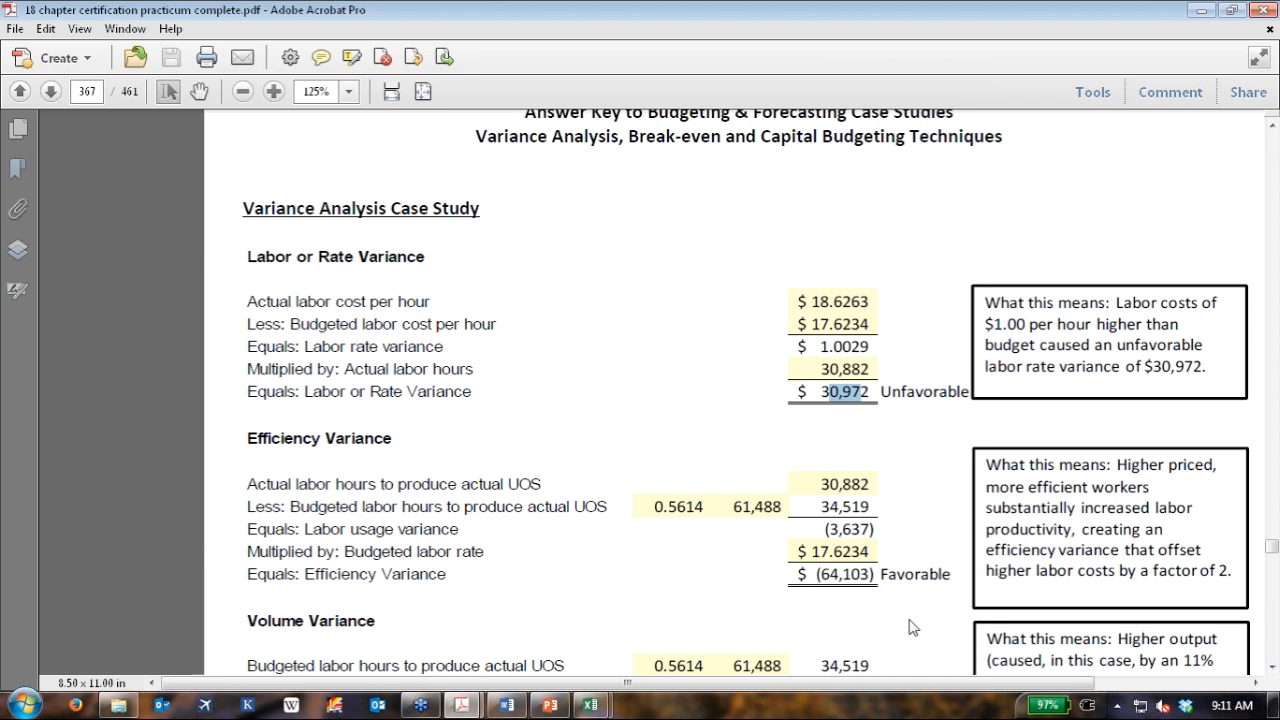 18 chapter certification practicum complete.pdf - Adobe Acrobat Pro
File Edit View Window Help
Create
367 / 461 125% Tools Comment Share
Answer Key to Budgeting & Forecasting Case Studies
Variance Analysis, Break-even and Capital Budgeting Techniques
Variance Analysis Case Study
Labor or Rate Variance
Actual labor cost per hour $ 18.6263
Less: Budgeted labor cost per hour $ 17.6234
Equals: Labor rate variance $ 1.0029
Multiplied by: Actual labor hours 30,882
Equals: Labor or Rate Variance $ 30,972 Unfavorable
What this means: Labor costs of
$1.00 per hour higher than
budget caused an unfavorable
labor rate variance of $30,972.
Efficiency Variance
Actual labor hours to produce actual UOS 30,882
Less: Budgeted labor hours to produce actual UOS 0.5614 61,488 34,519
Equals: Labor usage variance (3,637)
Multiplied by: Budgeted labor rate $ 17.6234
Equals: Efficiency Variance $ (64,103) Favorable
What this means: Higher priced,
more efficient workers
substantially increased labor
productivity, creating an
efficiency variance that offset
higher labor costs by a factor of 2.
Volume Variance
Budgeted labor hours to produce actual UOS 0.5614 61,488 34,519
What this means: Higher output
(caused, in this case, by an 11%
8.50 x 11.00 in
97% 9:11 AM